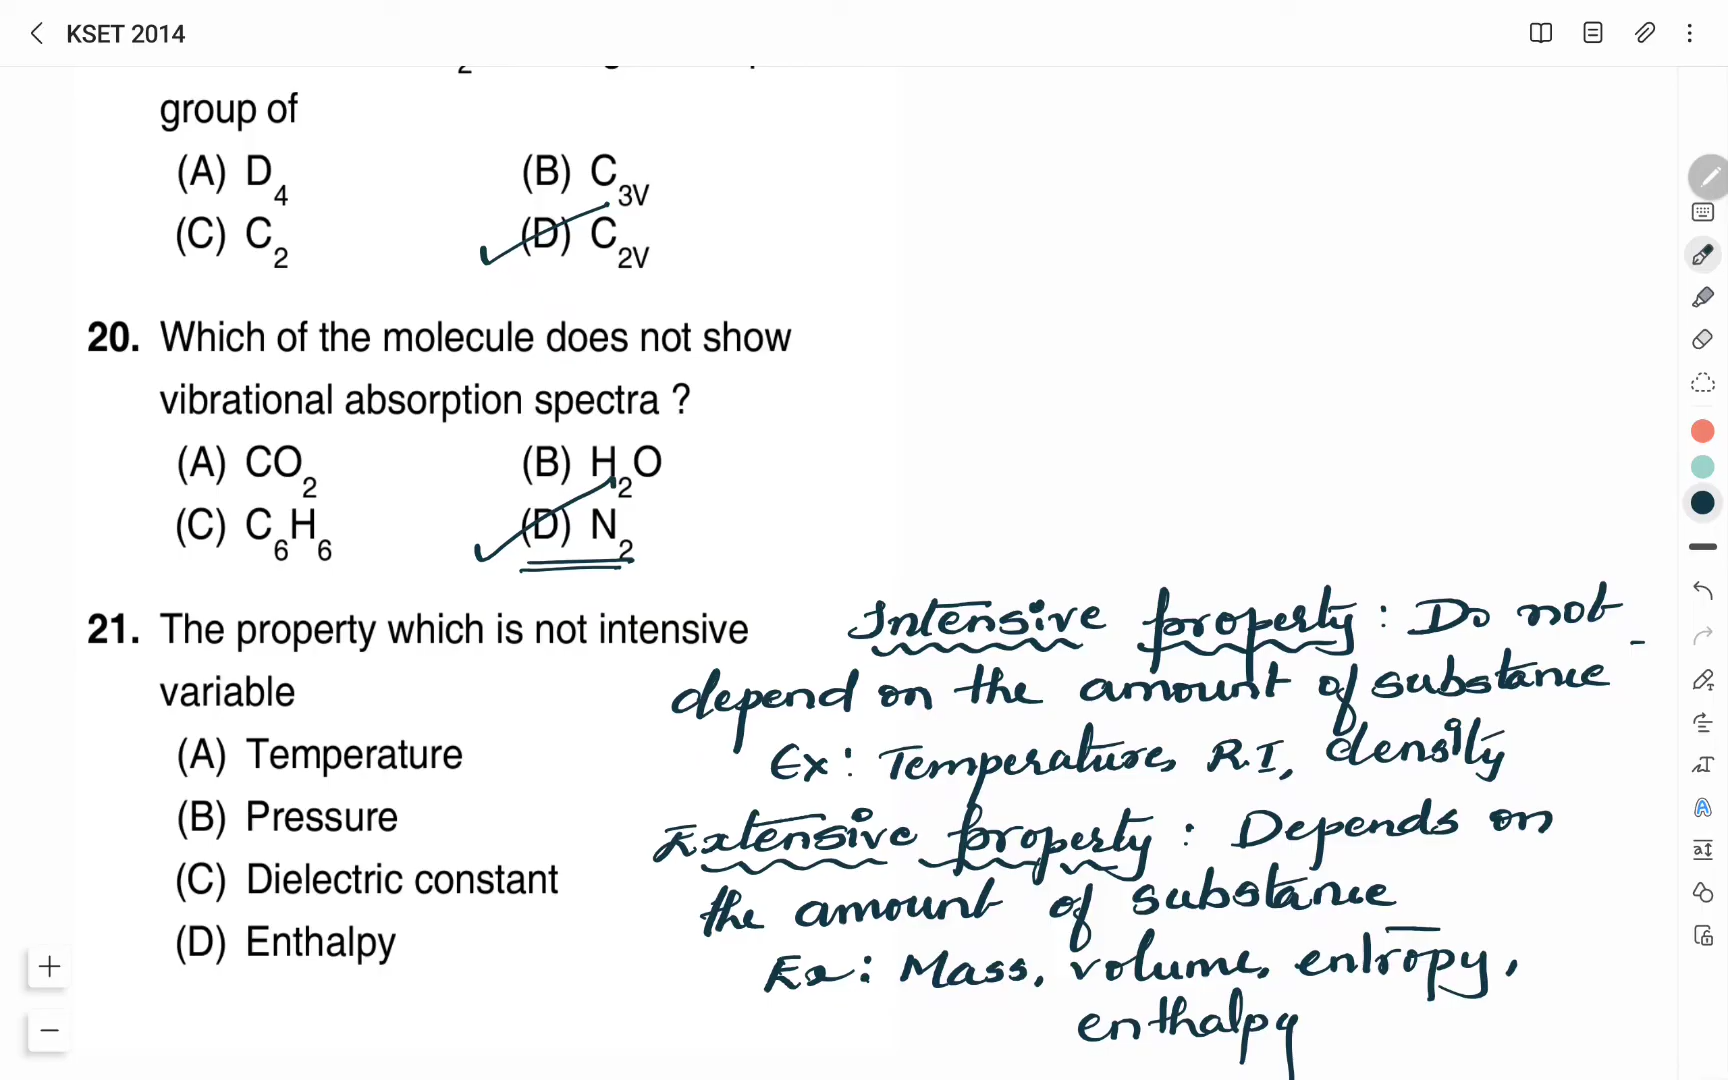 KSET 2014
group of
(A) D4 (B) C3V
(C) C2 (D) C2V
20. Which of the molecule does not show
vibrational absorption spectra ?
(A) CO2 (B) H2O
(C) C6H6 (D) N2
21. The property which is not intensive
variable
(A) Temperature
(B) Pressure
(C) Dielectric constant
(D) Enthalpy
Intensive property : Do not
depend on the amount of substance
Ex : Temperature, R.I, density
Extensive property : Depends on
the amount of substance
Ex : Mass, volume, entropy,
enthalpy